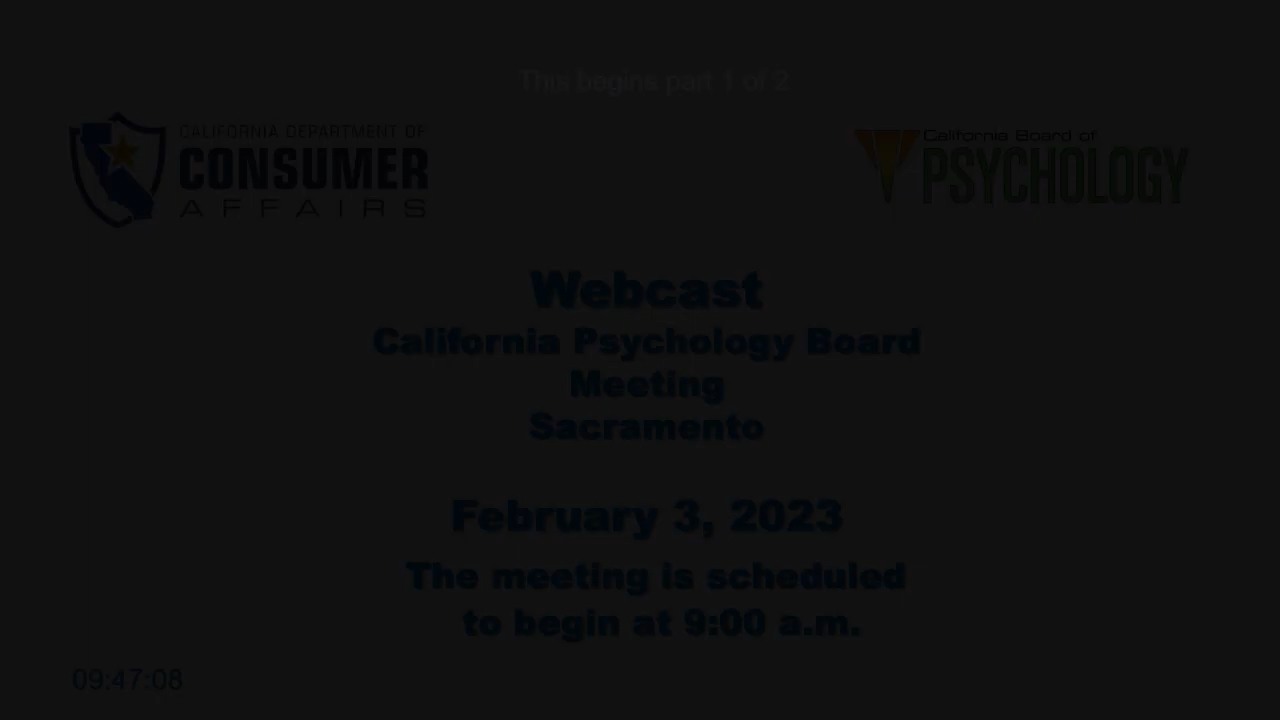 This begins part 1 of 2
CALIFORNIA DEPARTMENT OF
CONSUMER
AFFAIRS
California Board of
PSYCHOLOGY
Webcast
California Psychology Board
Meeting
Sacramento
February 3, 2023
The meeting is scheduled
to begin at 9:00 a.m.
09:47:08